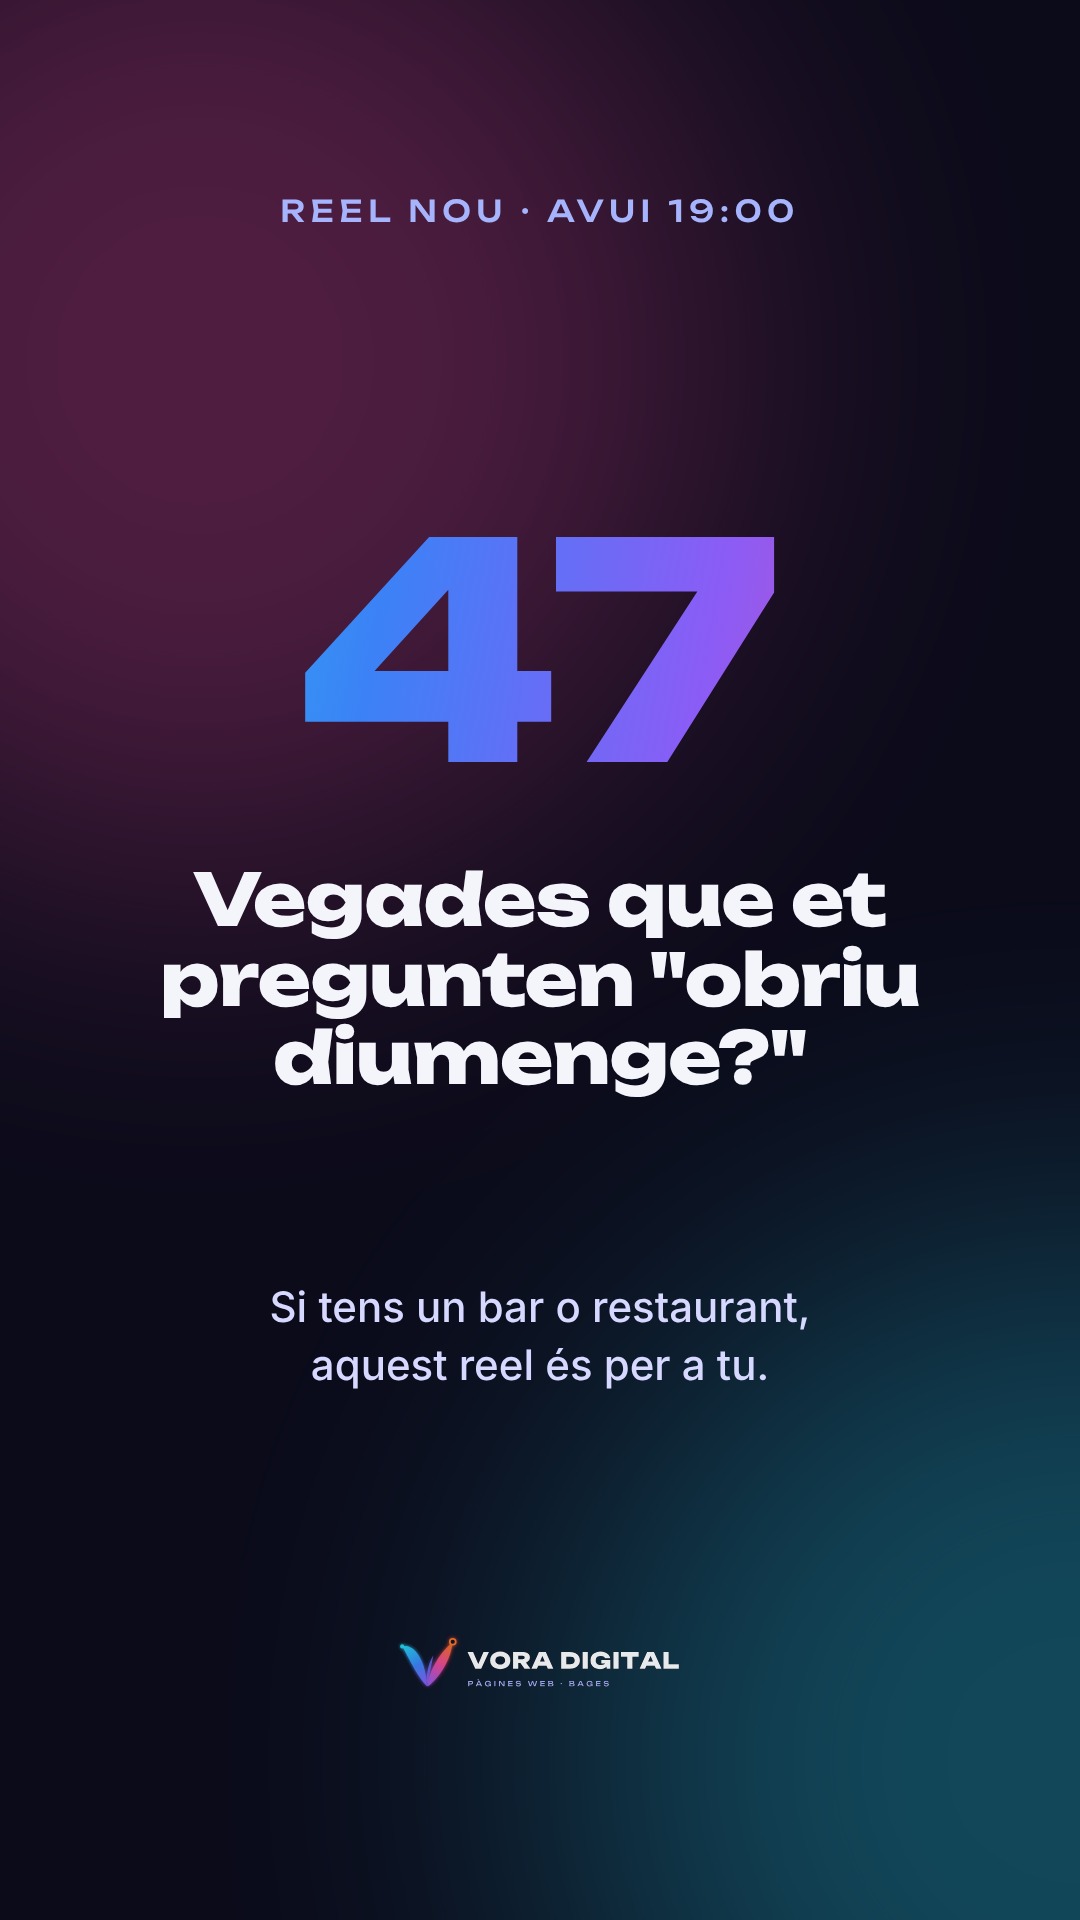 REEL NOU · AVUI 19:00
47
Vegades que et
pregunten "obriu
diumenge?"
Si tens un bar o restaurant,
aquest reel és per a tu.
VORA DIGITAL
PÀGINES WEB · BAGES